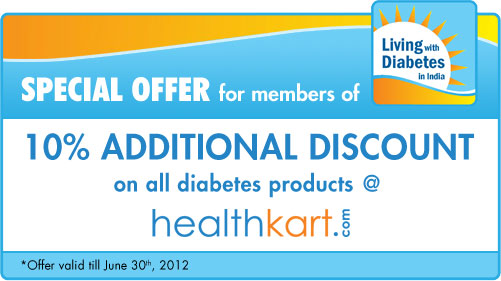 Living with
Diabetes
in India
SPECIAL OFFER for members of
10% ADDITIONAL DISCOUNT
on all diabetes products @
healthkart.com
*Offer valid till June 30th, 2012